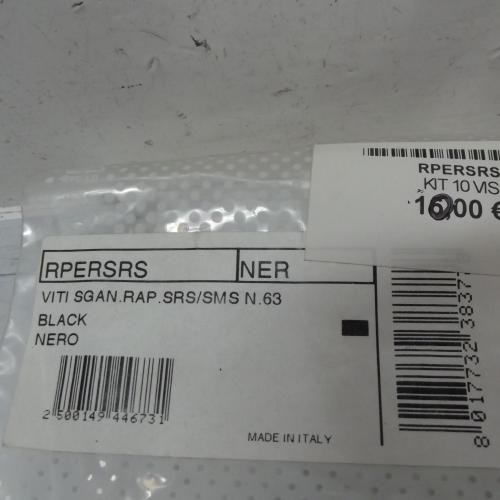 RPERSRS
KIT 10 VIS
16,00 €
RPERSRS NER
VITI SGAN.RAP.SRS/SMS N.63
BLACK
NERO
2 500149 446731
MADE IN ITALY
8 017732 3837